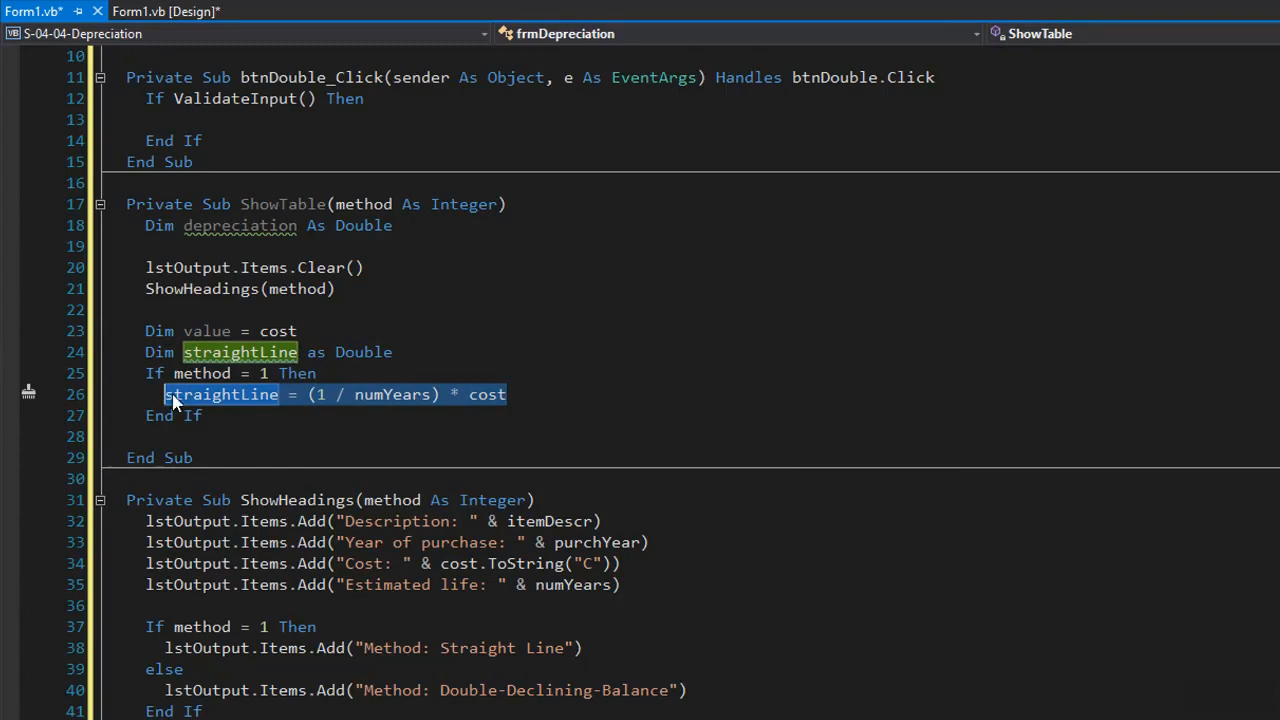 Form1.vb* Form1.vb [Design]*
VB S-04-04-Depreciation frmDepreciation ShowTable
10
11 Private Sub btnDouble_Click(sender As Object, e As EventArgs) Handles btnDouble.Click
12 If ValidateInput() Then
13
14 End If
15 End Sub
16
17 Private Sub ShowTable(method As Integer)
18 Dim depreciation As Double
19
20 lstOutput.Items.Clear()
21 ShowHeadings(method)
22
23 Dim value = cost
24 Dim straightLine as Double
25 If method = 1 Then
26 straightLine = (1 / numYears) * cost
27 End If
28
29 End Sub
30
31 Private Sub ShowHeadings(method As Integer)
32 lstOutput.Items.Add("Description: " & itemDescr)
33 lstOutput.Items.Add("Year of purchase: " & purchYear)
34 lstOutput.Items.Add("Cost: " & cost.ToString("C"))
35 lstOutput.Items.Add("Estimated life: " & numYears)
36
37 If method = 1 Then
38 lstOutput.Items.Add("Method: Straight Line")
39 else
40 lstOutput.Items.Add("Method: Double-Declining-Balance")
41 End If